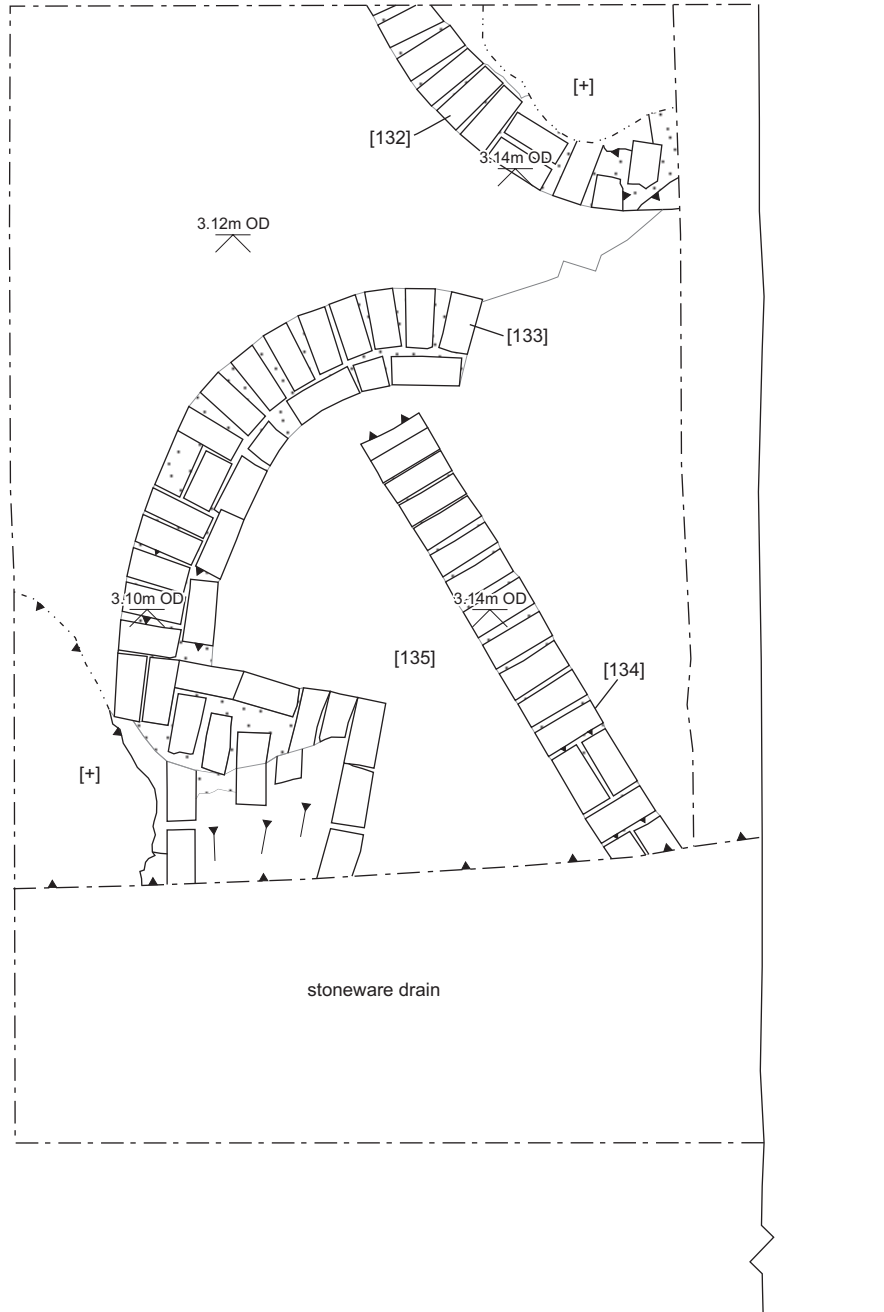 [+]
[132]
3.14m OD
3.12m OD
[133]
3.10m OD
3.14m OD
[135]
[134]
[+]
stoneware drain